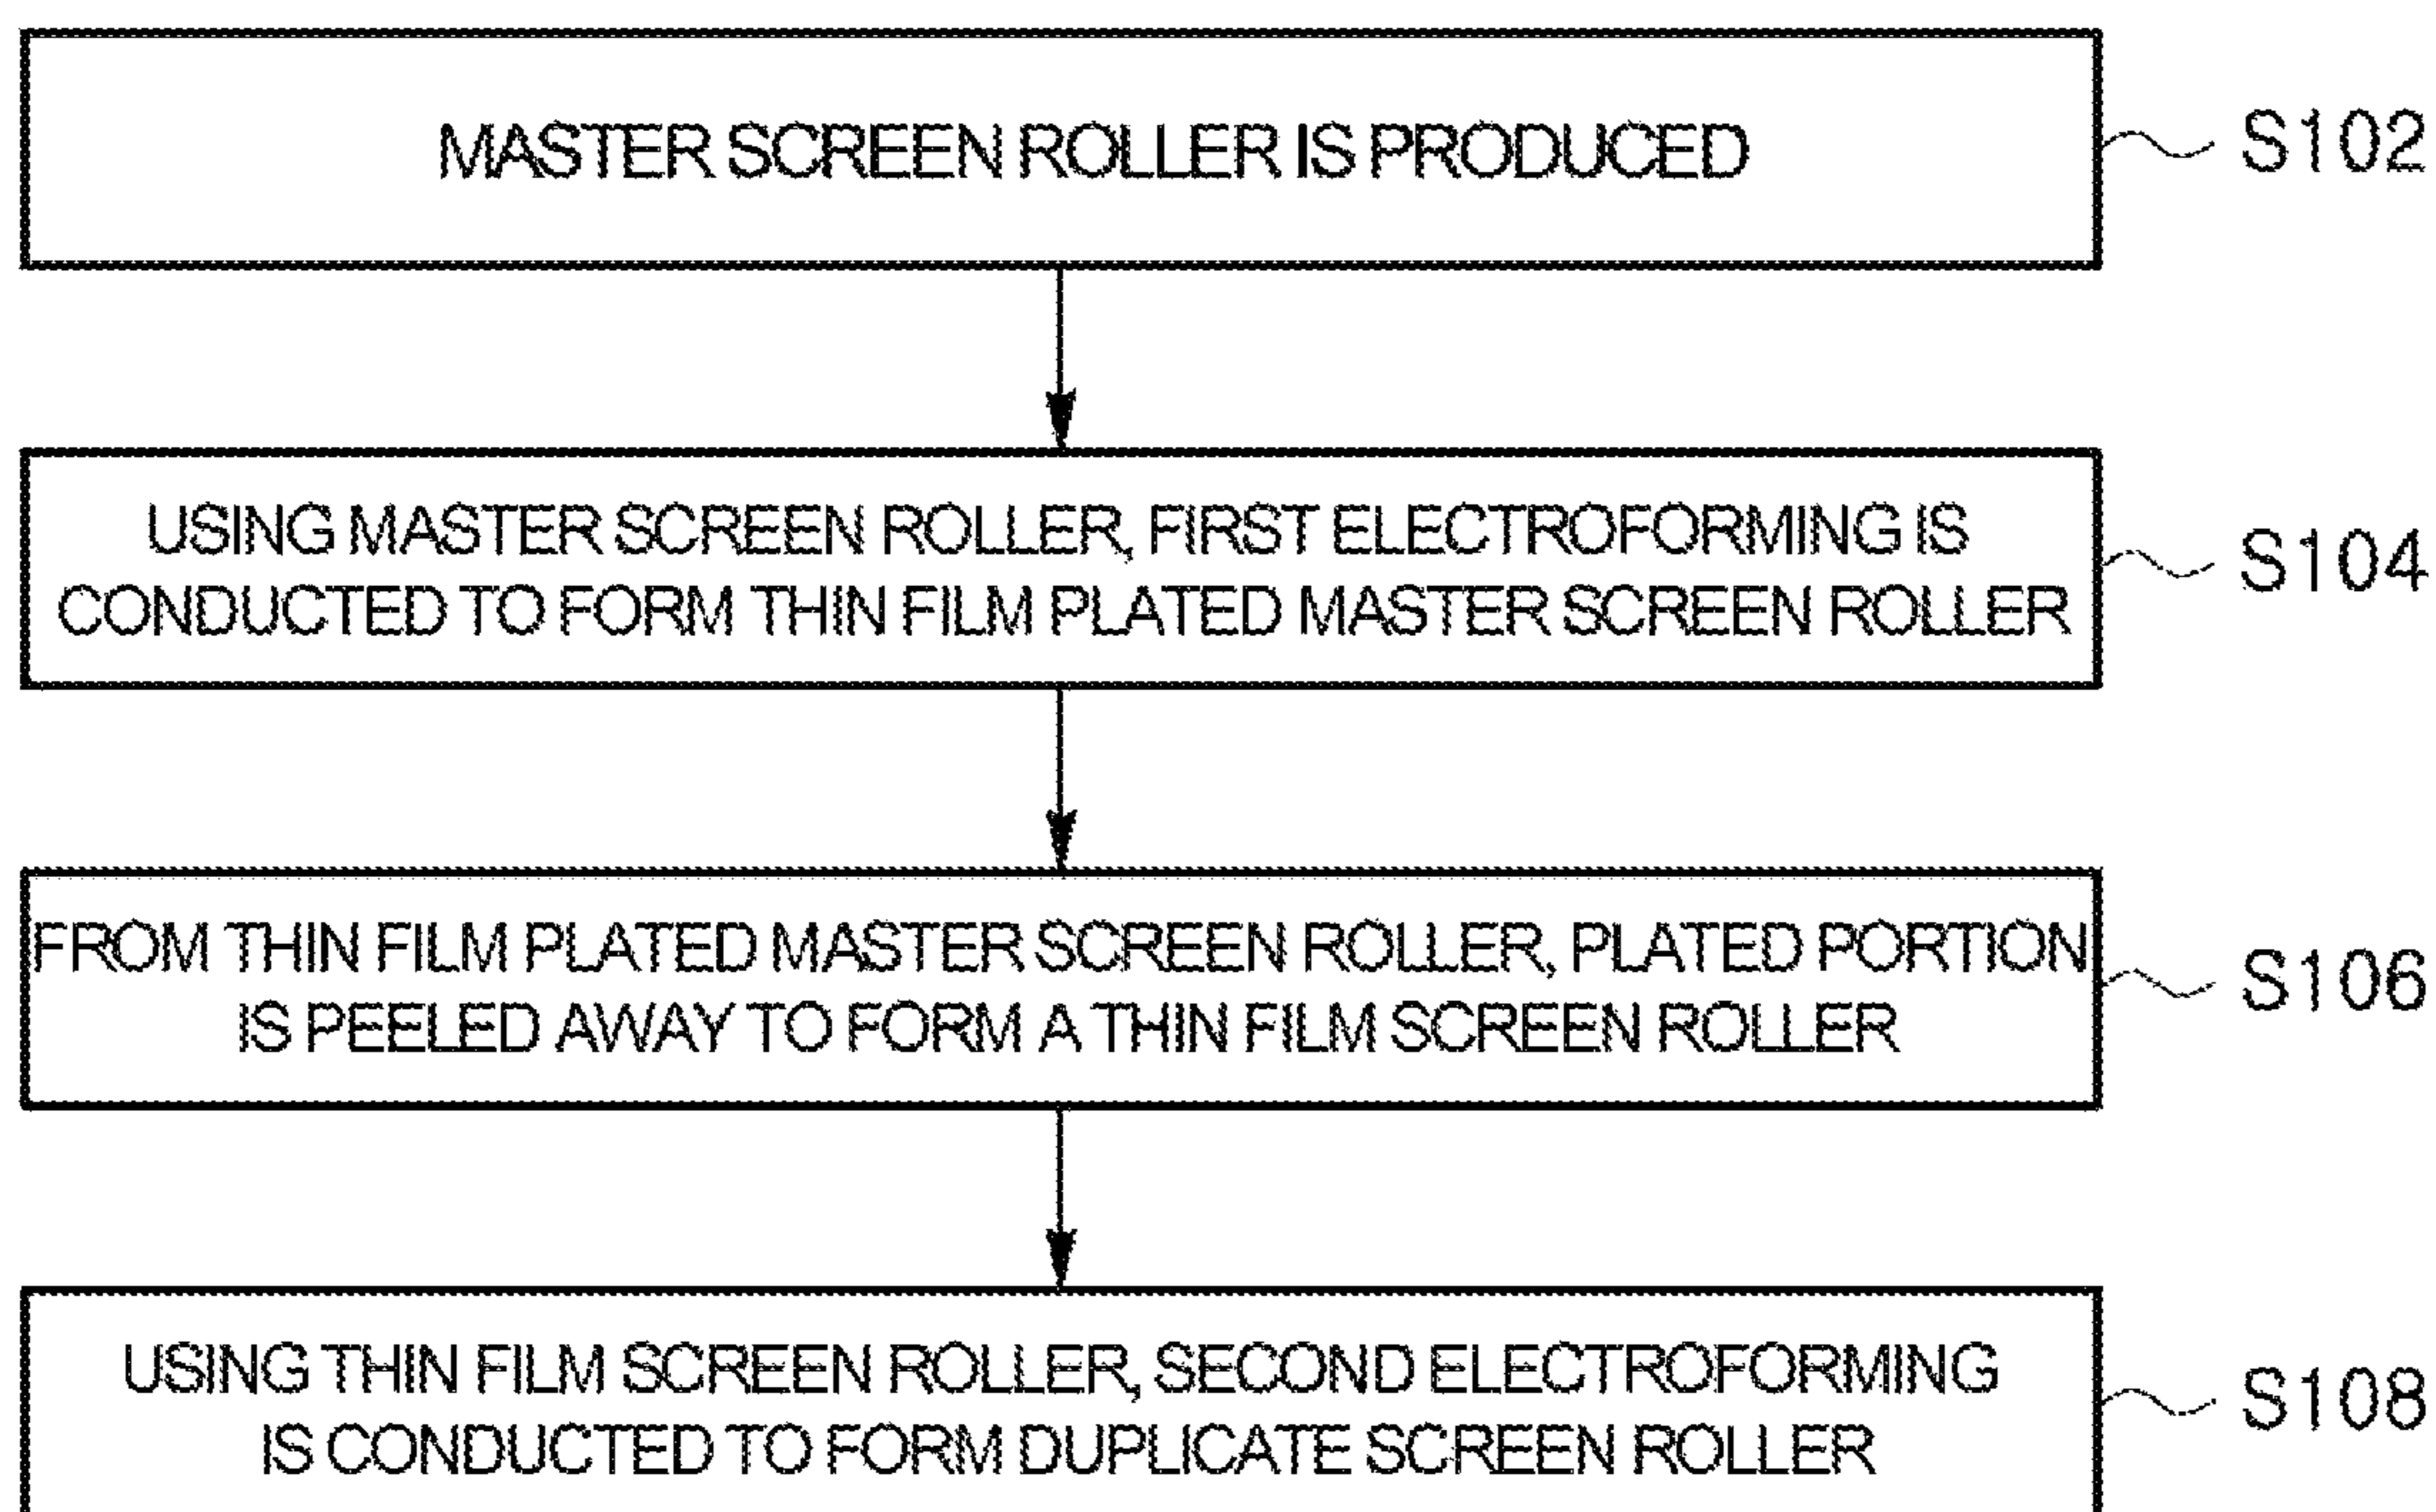 MASTER SCREEN ROLLER IS PRODUCED
S102
USING MASTER SCREEN ROLLER, FIRST ELECTROFORMING IS
CONDUCTED TO FORM THIN FILM PLATED MASTER SCREEN ROLLER
S104
FROM THIN FILM PLATED MASTER SCREEN ROLLER, PLATED PORTION
IS PEELED AWAY TO FORM A THIN FILM SCREEN ROLLER
S106
USING THIN FILM SCREEN ROLLER, SECOND ELECTROFORMING
IS CONDUCTED TO FORM DUPLICATE SCREEN ROLLER
S108